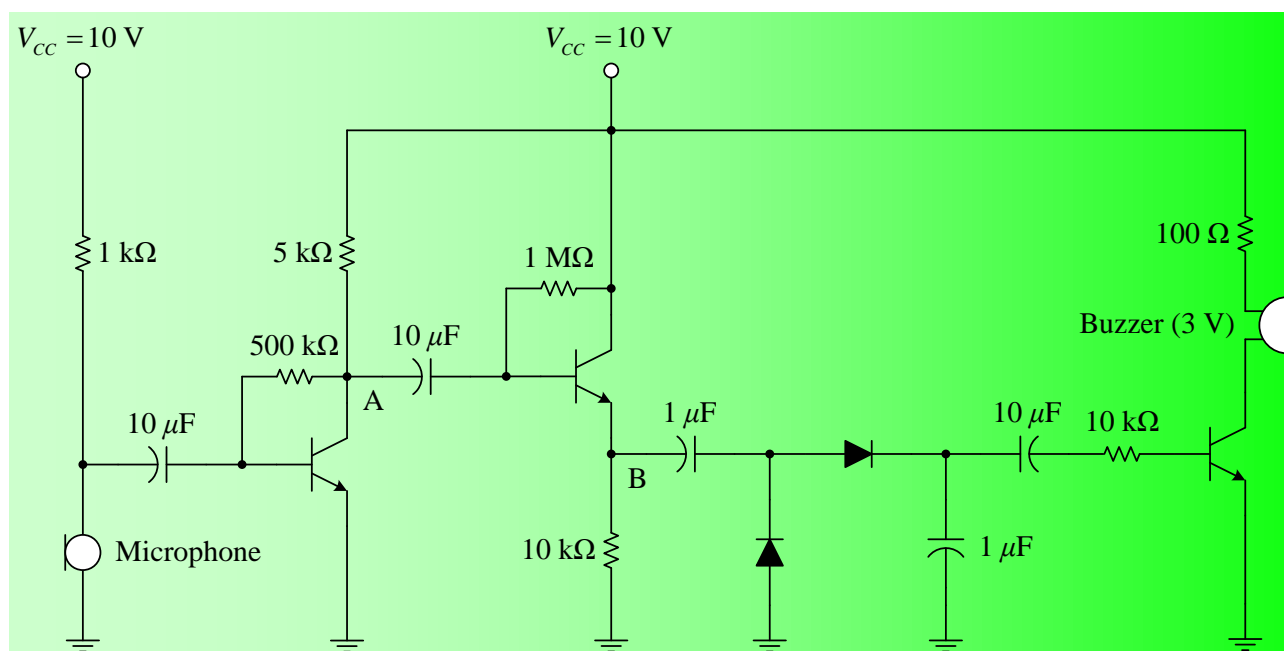 V_CC = 10 V
V_CC = 10 V
1 kΩ
5 kΩ
1 MΩ
100 Ω
Buzzer (3 V)
10 μF
500 kΩ
A
10 μF
1 μF
10 μF
10 kΩ
B
Microphone
10 kΩ
1 μF